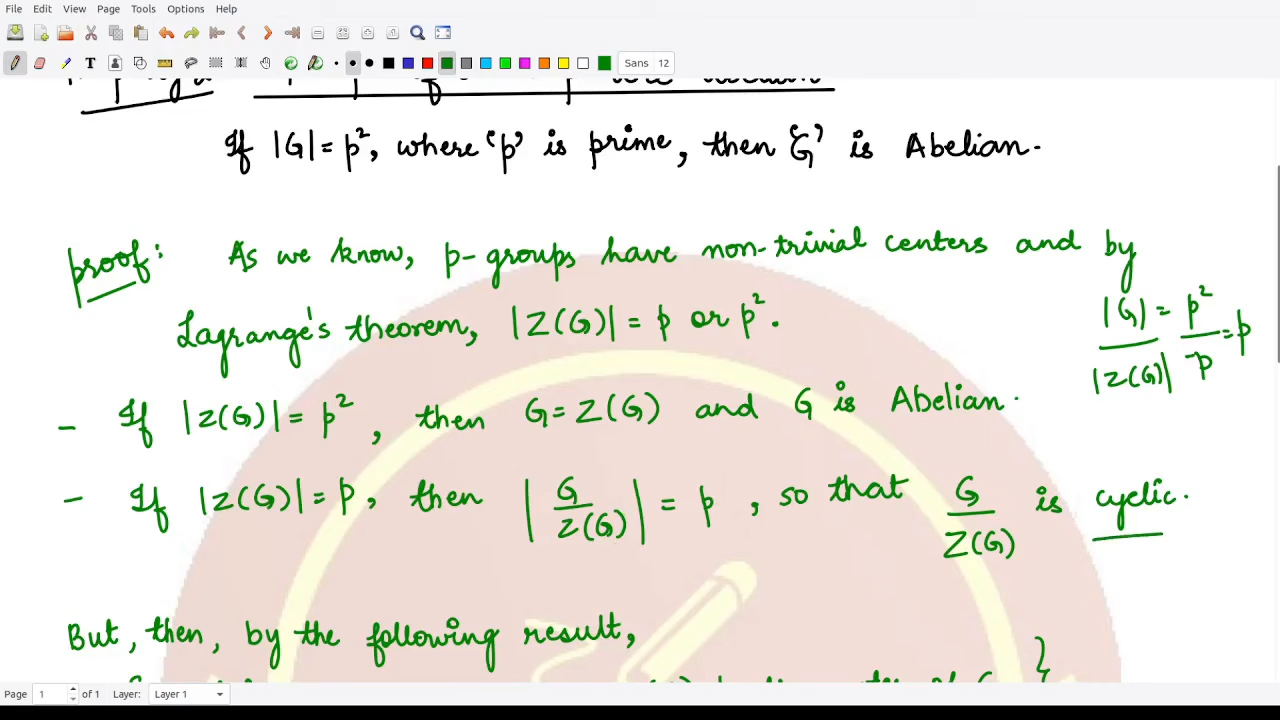 File Edit View Page Tools Options Help
Sans 12
If |G| = p², where 'p' is prime, then 'G' is Abelian.
proof: As we know, p-groups have non-trivial centers and by
Lagrange's theorem, |Z(G)| = p or p².
|G| / |Z(G)| = p² / p = p
- If |Z(G)| = p², then G = Z(G) and G is Abelian.
- If |Z(G)| = p, then | G / Z(G) | = p, so that G / Z(G) is cyclic.
But, then, by the following result,
Page 1 of 1 Layer: Layer 1